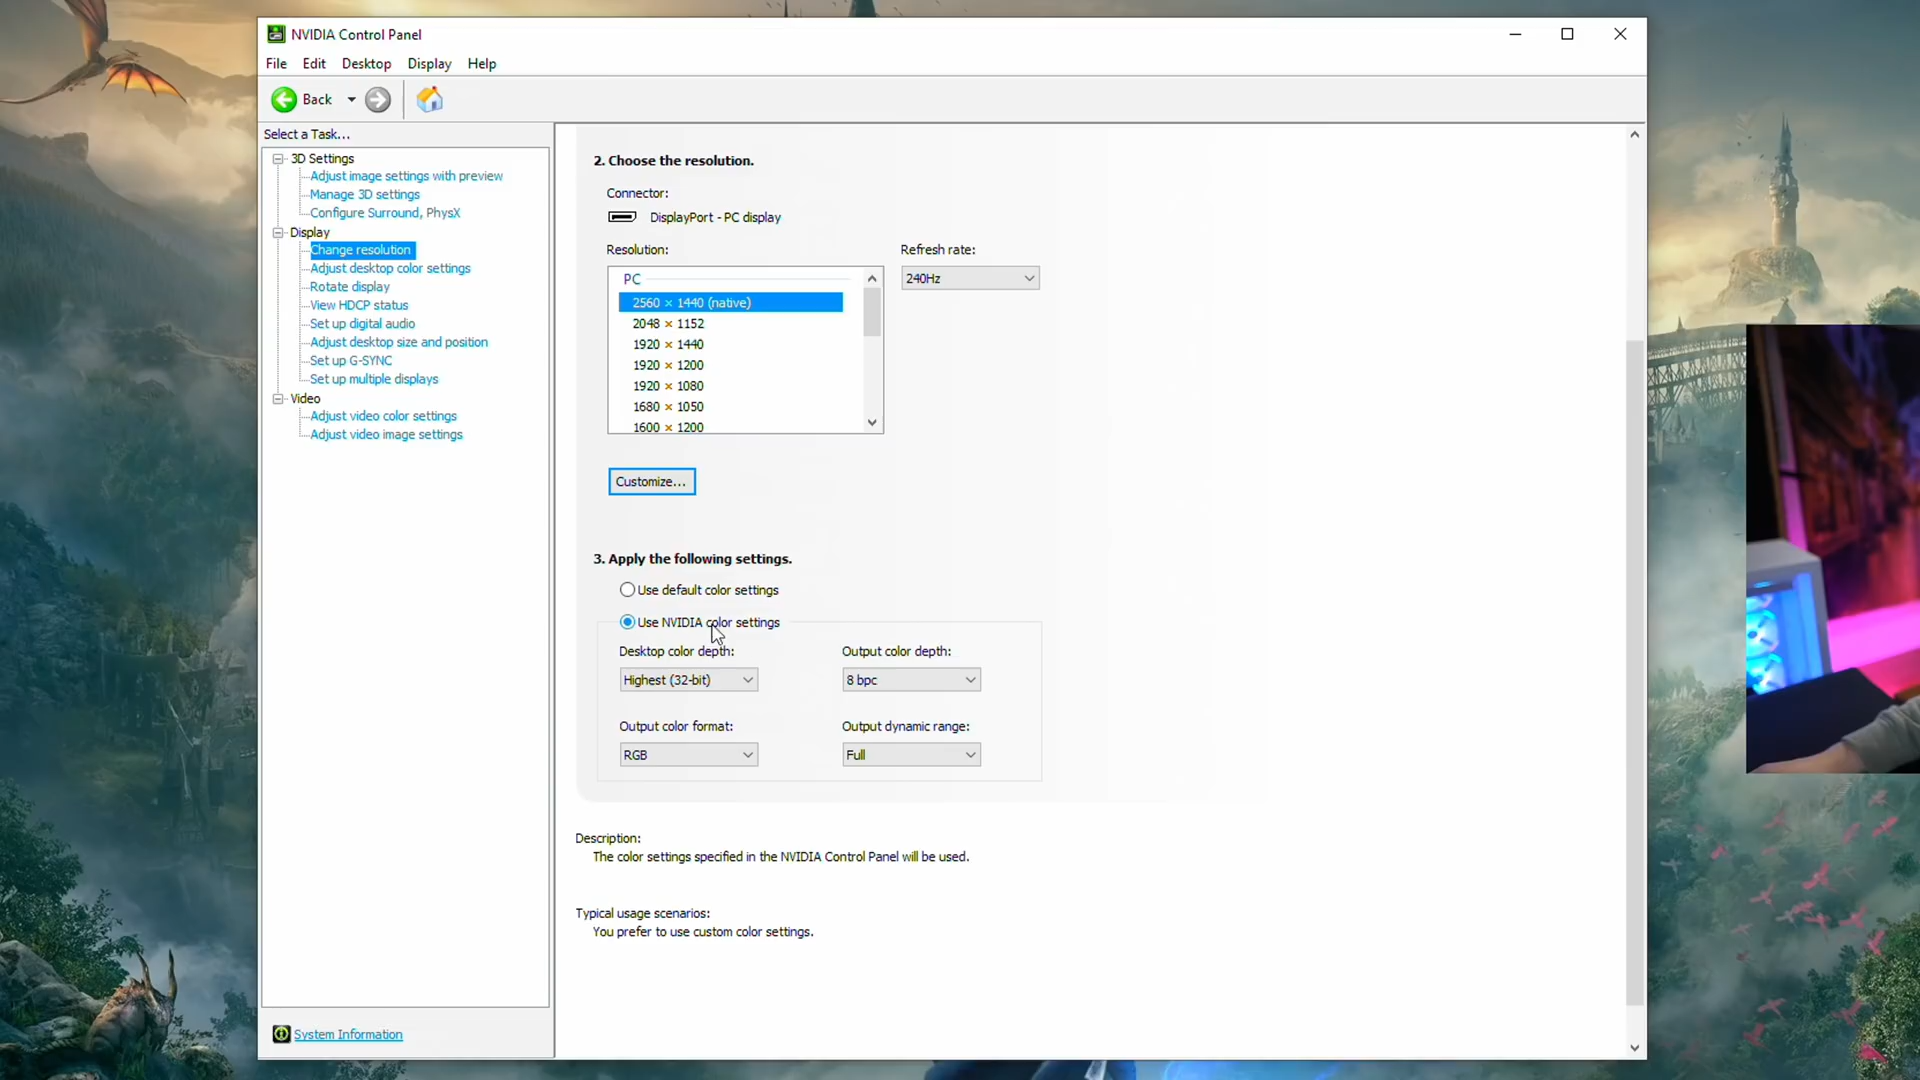 NVIDIA Control Panel
File Edit Desktop Display Help
Back
Select a Task...
3D Settings
Adjust image settings with preview
Manage 3D settings
Configure Surround, PhysX
Display
Change resolution
Adjust desktop color settings
Rotate display
View HDCP status
Set up digital audio
Adjust desktop size and position
Set up G-SYNC
Set up multiple displays
Video
Adjust video color settings
Adjust video image settings
System Information
2. Choose the resolution.
Connector:
DisplayPort - PC display
Resolution:
Refresh rate:
PC
240Hz
2560 × 1440 (native)
2048 × 1152
1920 × 1440
1920 × 1200
1920 × 1080
1680 × 1050
1600 × 1200
Customize...
3. Apply the following settings.
Use default color settings
Use NVIDIA color settings
Desktop color depth:
Output color depth:
Highest (32-bit)
8 bpc
Output color format:
Output dynamic range:
RGB
Full
Description:
The color settings specified in the NVIDIA Control Panel will be used.
Typical usage scenarios:
You prefer to use custom color settings.